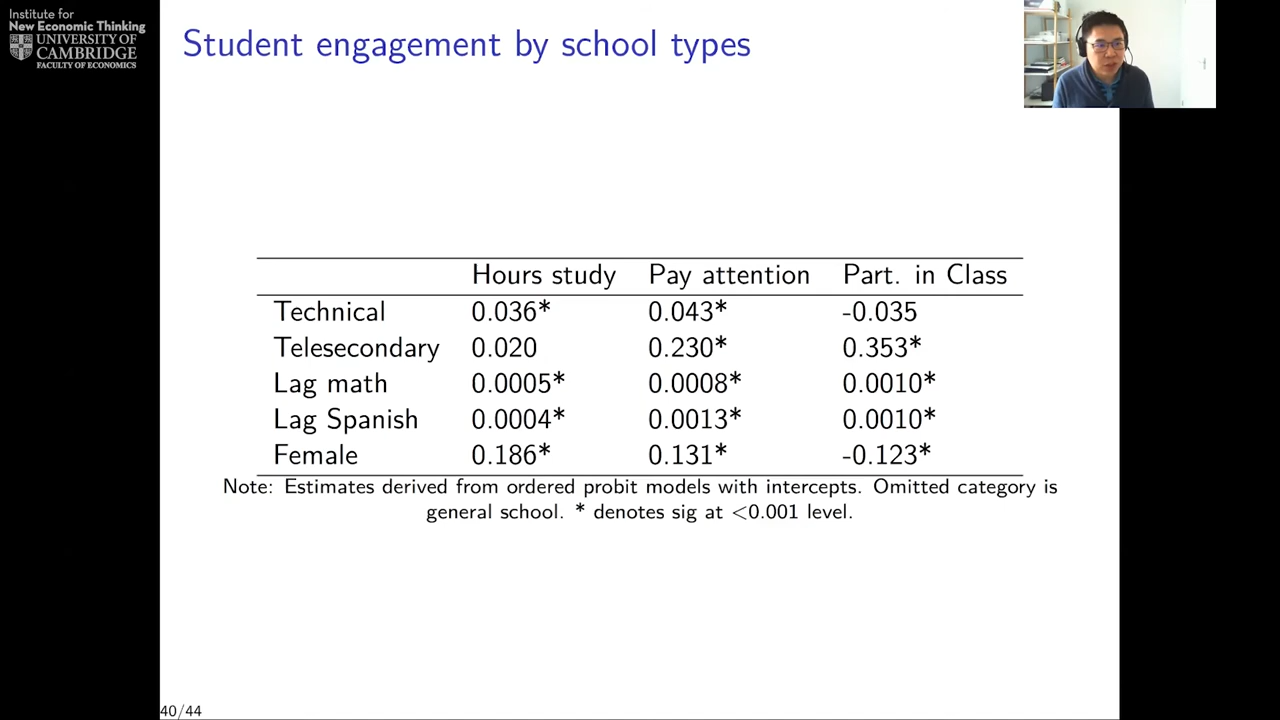 Institute for
New Economic Thinking
UNIVERSITY OF
CAMBRIDGE
FACULTY OF ECONOMICS
Student engagement by school types
Hours study Pay attention Part. in Class
Technical 0.036* 0.043* -0.035
Telesecondary 0.020 0.230* 0.353*
Lag math 0.0005* 0.0008* 0.0010*
Lag Spanish 0.0004* 0.0013* 0.0010*
Female 0.186* 0.131* -0.123*
Note: Estimates derived from ordered probit models with intercepts. Omitted category is
general school. * denotes sig at <0.001 level.
40/44